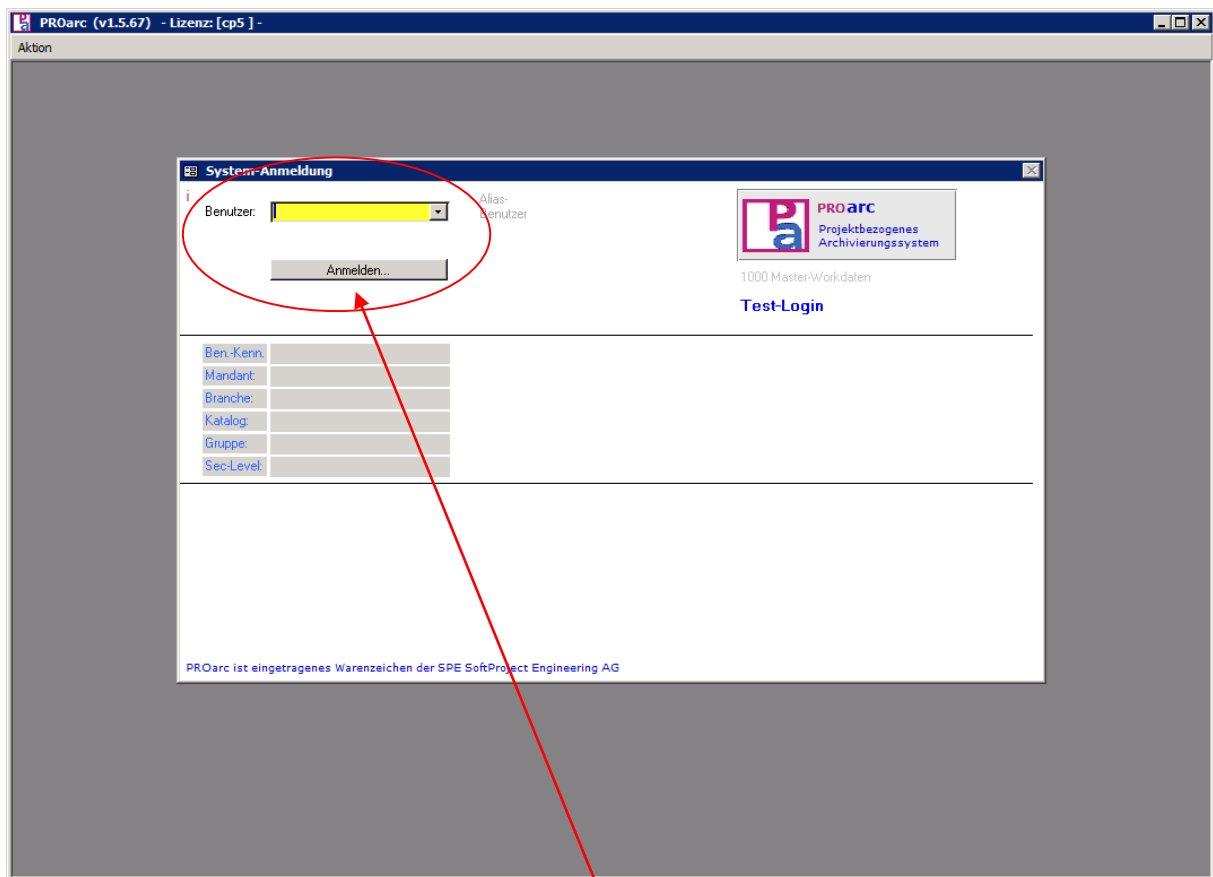 PROarc (v1.5.67) - Lizenz: [cp5 ] -
Aktion
System-Anmeldung
i
Benutzer:
Alias-
Benutzer
Anmelden...
Pa
PROarc
Projektbezogenes
Archivierungssystem
1000 Master-Workdaten
Test-Login
Ben.-Kenn.
Mandant:
Branche:
Katalog:
Gruppe:
Sec-Level:
PROarc ist eingetragenes Warenzeichen der SPE SoftProject Engineering AG